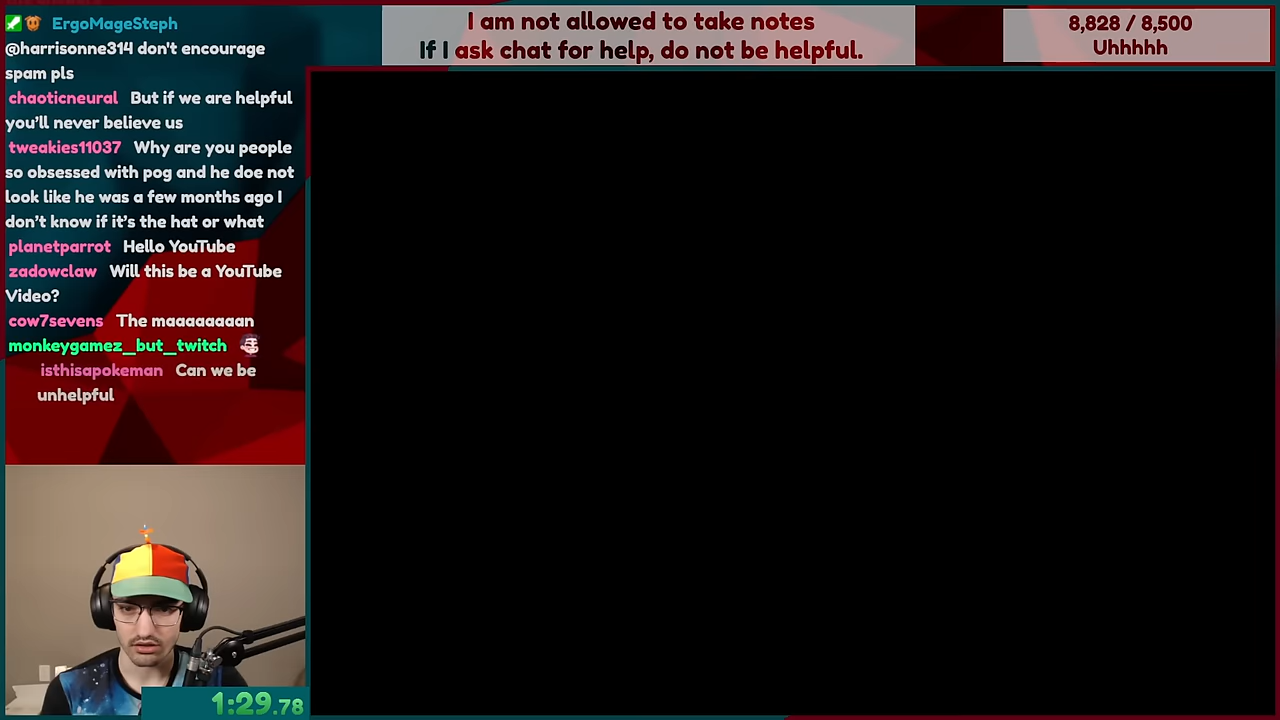 ErgoMageSteph
@harrisonne314 don't encourage
spam pls
chaoticneural But if we are helpful
you'll never believe us
tweakies11037 Why are you people
so obsessed with pog and he doe not
look like he was a few months ago I
don't know if it's the hat or what
planetparrot Hello YouTube
zadowclaw Will this be a YouTube
Video?
cow7sevens The maaaaaaaan
monkeygamez_but_twitch
isthisapokeman Can we be
unhelpful
I am not allowed to take notes
If I ask chat for help, do not be helpful.
8,828 / 8,500
Uhhhhh
1:29.78